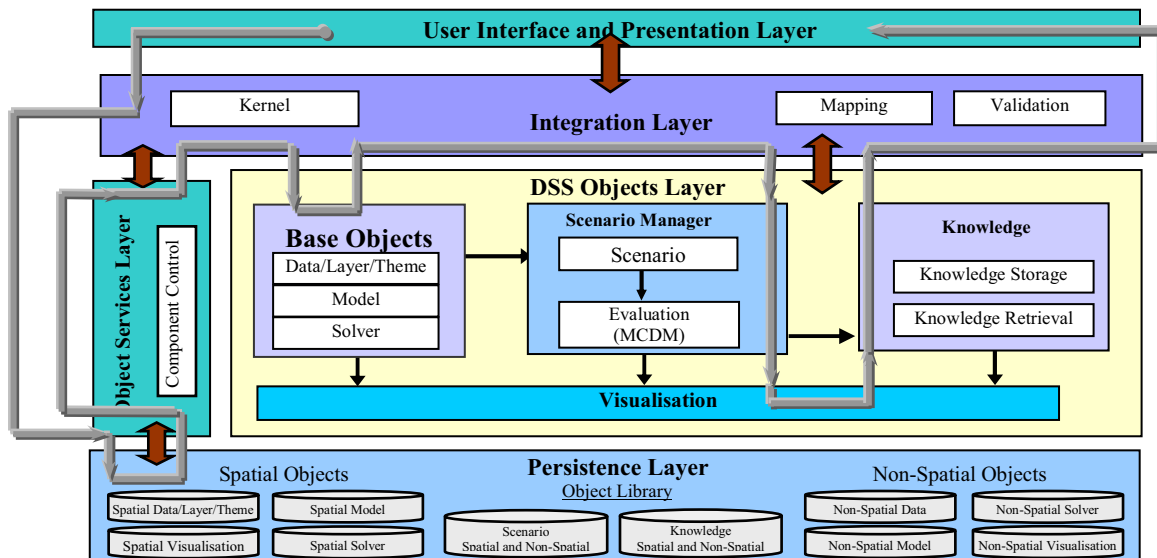 User Interface and Presentation Layer
Kernel
Mapping
Validation
Integration Layer
Object Services Layer
Component Control
DSS Objects Layer
Base Objects
Data/Layer/Theme
Model
Solver
Scenario Manager
Scenario
Evaluation
(MCDM)
Knowledge
Knowledge Storage
Knowledge Retrieval
Visualisation
Persistence Layer
Object Library
Spatial Objects
Spatial Data/Layer/Theme
Spatial Model
Spatial Visualisation
Spatial Solver
Scenario
Spatial and Non-Spatial
Knowledge
Spatial and Non-Spatial
Non-Spatial Objects
Non-Spatial Data
Non-Spatial Solver
Non-Spatial Model
Non-Spatial Visualisation